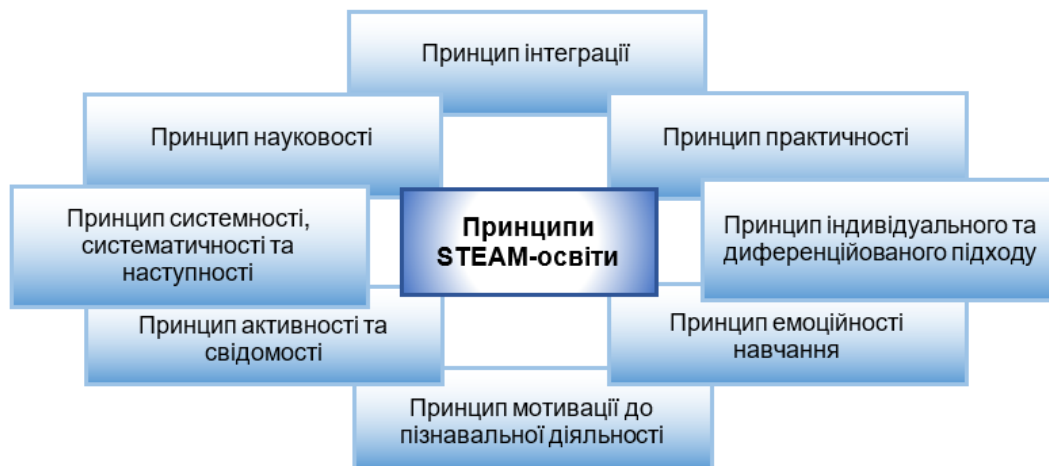 Принцип інтеграції
Принцип науковості
Принцип практичності
Принцип системності,
систематичності та
наступності
Принципи
STEAM-освіти
Принцип індивідуального та
диференційованого підходу
Принцип активності та
свідомості
Принцип емоційності
навчання
Принцип мотивації до
пізнавальної діяльності